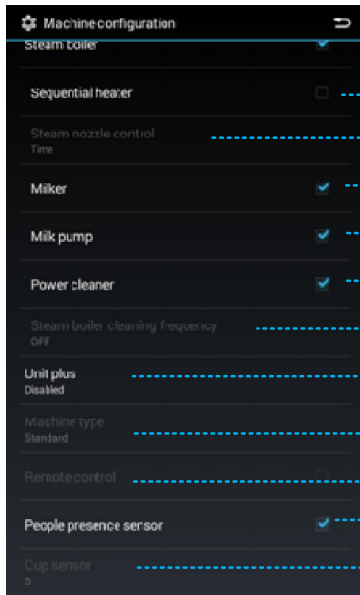 Machine configuration
Steam boiler
Sequential heater
Steam nozzle control
Time
Milker
Milk pump
Power cleaner
Steam boiler cleaning frequency
OFF
Unit plus
Disabled
Machine type
Standard
Remote control
People presence sensor
Cup sensor
0